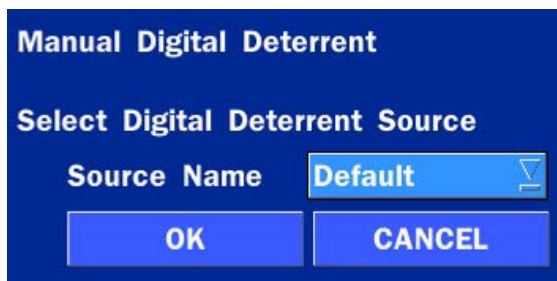 Manual Digital Deterrent
Select Digital Deterrent Source
Source Name Default
OK CANCEL